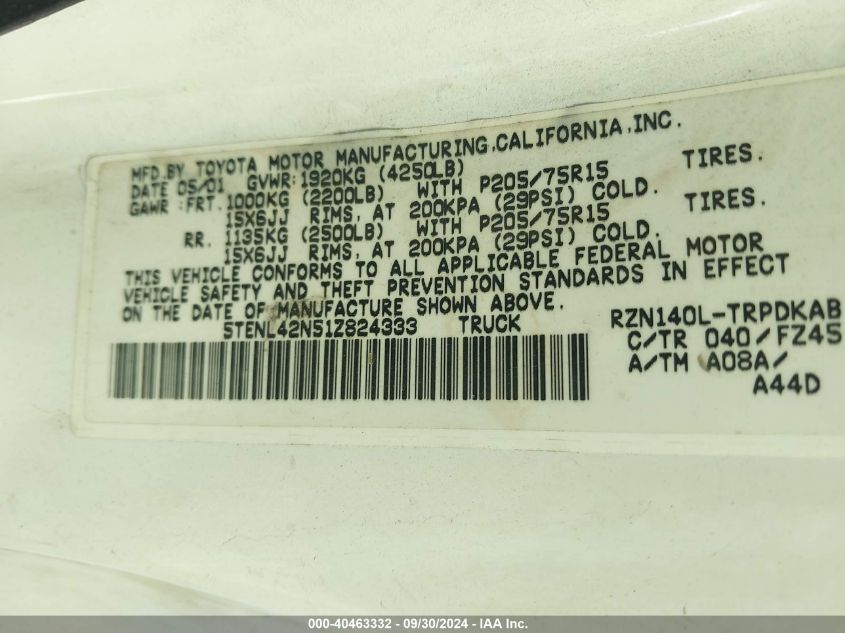 MFD.BY TOYOTA MOTOR MANUFACTURING,CALIFORNIA,INC.
DATE 05/01 GVWR:1920KG (4250LB)
GAWR:FRT.1000KG (2200LB) WITH P205/75R15 TIRES.
15X6JJ RIMS, AT 200KPA (29PSI) COLD.
RR. 1135KG (2500LB) WITH P205/75R15 TIRES.
15X6JJ RIMS, AT 200KPA (29PSI) COLD.
THIS VEHICLE CONFORMS TO ALL APPLICABLE FEDERAL MOTOR
VEHICLE SAFETY AND THEFT PREVENTION STANDARDS IN EFFECT
ON THE DATE OF MANUFACTURE SHOWN ABOVE.
5TENL42N51Z824333 TRUCK
RZN140L-TRPDKAB
C/TR 040/FZ45
A/TM A08A/
A44D
000-40463332 - 09/30/2024 - IAA Inc.